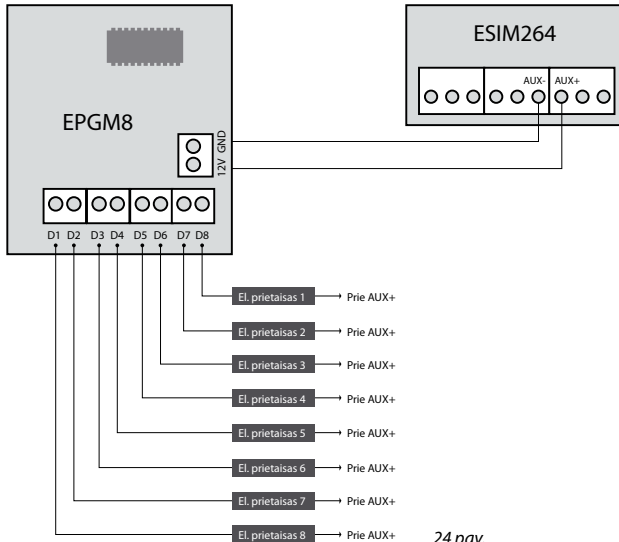 ESIM264
AUX- AUX+
EPGM8
12V GND
D1 D2 D3 D4 D5 D6 D7 D8
El. prietaisas 1 Prie AUX+
El. prietaisas 2 Prie AUX+
El. prietaisas 3 Prie AUX+
El. prietaisas 4 Prie AUX+
El. prietaisas 5 Prie AUX+
El. prietaisas 6 Prie AUX+
El. prietaisas 7 Prie AUX+
El. prietaisas 8 Prie AUX+
24 pav